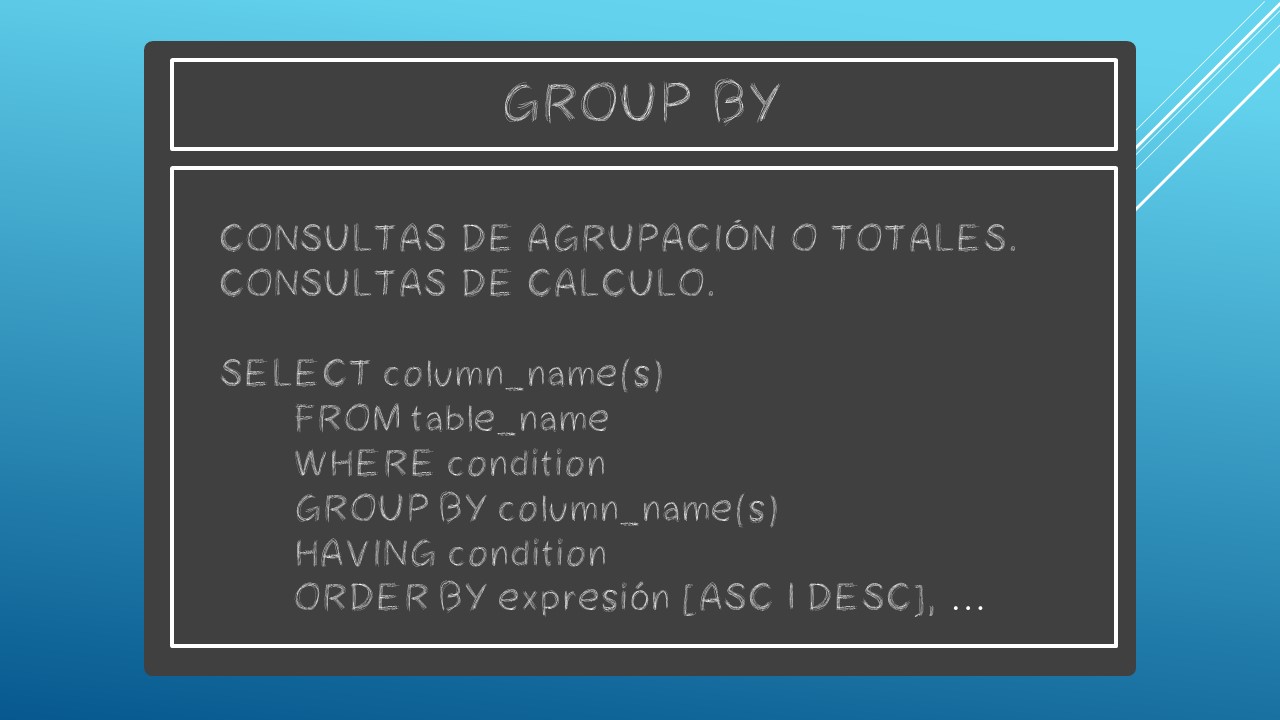 GROUP BY
CONSULTAS DE AGRUPACIÓN O TOTALES.
CONSULTAS DE CALCULO.
SELECT column_name(s)
FROM table_name
WHERE condition
GROUP BY column_name(s)
HAVING condition
ORDER BY expresión [ASC | DESC], ...